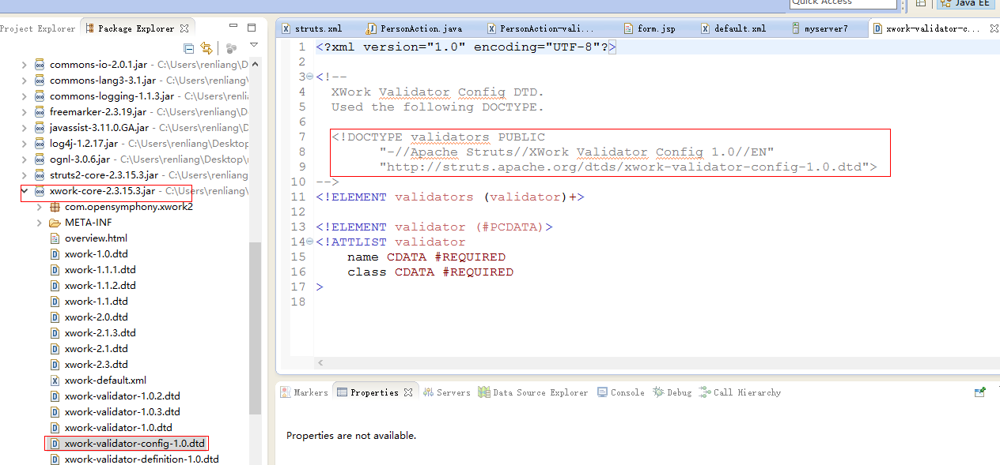 Quick Access
Java EE
Project Explorer
Package Explorer
commons-io-2.0.1.jar - C:\Users\renliang\D
commons-lang3-3.1.jar - C:\Users\renliang\D
commons-logging-1.1.3.jar - C:\Users\renli
freemarker-2.3.19.jar - C:\Users\renliang\D
javassist-3.11.0.GA.jar - C:\Users\renliang\D
log4j-1.2.17.jar - C:\Users\renliang\Desktop
ognl-3.0.6.jar - C:\Users\renliang\Desktop\
struts2-core-2.3.15.3.jar - C:\Users\renliang
xwork-core-2.3.15.3.jar - C:\Users\renliang\
com.opensymphony.xwork2
META-INF
overview.html
xwork-1.0.dtd
xwork-1.1.1.dtd
xwork-1.1.2.dtd
xwork-1.1.dtd
xwork-2.0.dtd
xwork-2.1.3.dtd
xwork-2.1.dtd
xwork-2.3.dtd
xwork-default.xml
xwork-validator-1.0.2.dtd
xwork-validator-1.0.3.dtd
xwork-validator-1.0.dtd
xwork-validator-config-1.0.dtd
xwork-validator-definition-1.0.dtd
struts.xml
PersonAction.java
PersonAction-vali...
form.jsp
default.xml
myserver7
xwork-validator-c...
1 <?xml version="1.0" encoding="UTF-8"?>
2
3 <!--
4 XWork Validator Config DTD.
5 Used the following DOCTYPE.
6
7 <!DOCTYPE validators PUBLIC
8 "-//Apache Struts//XWork Validator Config 1.0//EN"
9 "http://struts.apache.org/dtds/xwork-validator-config-1.0.dtd">
10 -->
11 <!ELEMENT validators (validator)+>
12
13 <!ELEMENT validator (#PCDATA)>
14 <!ATTLIST validator
15 name CDATA #REQUIRED
16 class CDATA #REQUIRED
17 >
18
Markers
Properties
Servers
Data Source Explorer
Console
Debug
Call Hierarchy
Properties are not available.